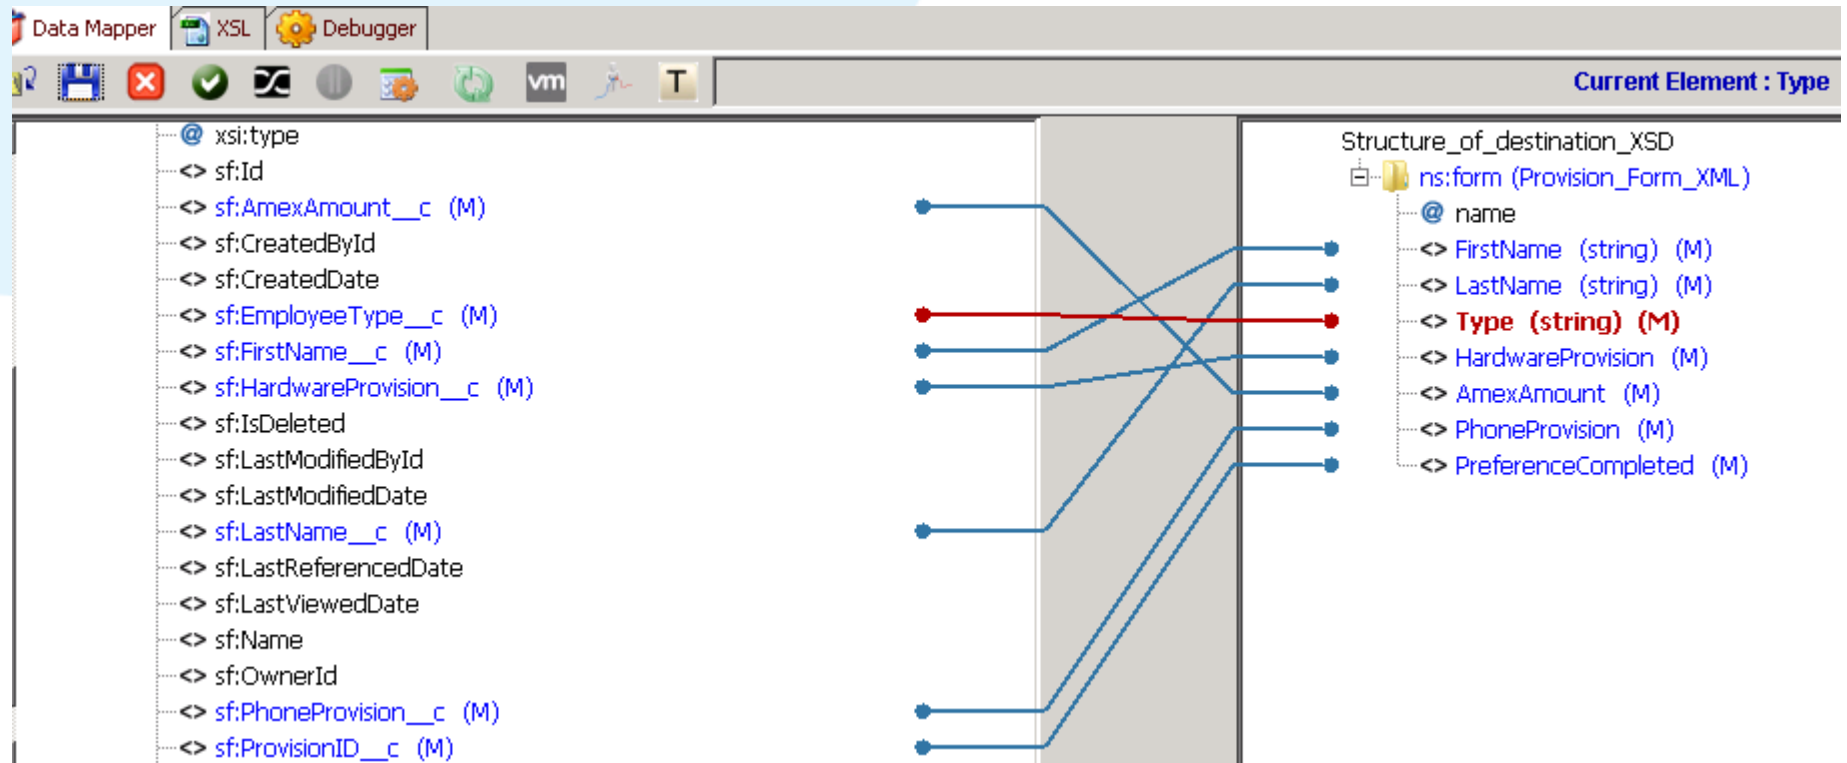 Data Mapper XSL Debugger
vm T Current Element : Type
@ xsi:type
<> sf:Id
<> sf:AmexAmount__c (M)
<> sf:CreatedById
<> sf:CreatedDate
<> sf:EmployeeType__c (M)
<> sf:FirstName__c (M)
<> sf:HardwareProvision__c (M)
<> sf:IsDeleted
<> sf:LastModifiedById
<> sf:LastModifiedDate
<> sf:LastName__c (M)
<> sf:LastReferencedDate
<> sf:LastViewedDate
<> sf:Name
<> sf:OwnerId
<> sf:PhoneProvision__c (M)
<> sf:ProvisionID__c (M)
Structure_of_destination_XSD
ns:form (Provision_Form_XML)
@ name
<> FirstName (string) (M)
<> LastName (string) (M)
<> Type (string) (M)
<> HardwareProvision (M)
<> AmexAmount (M)
<> PhoneProvision (M)
<> PreferenceCompleted (M)